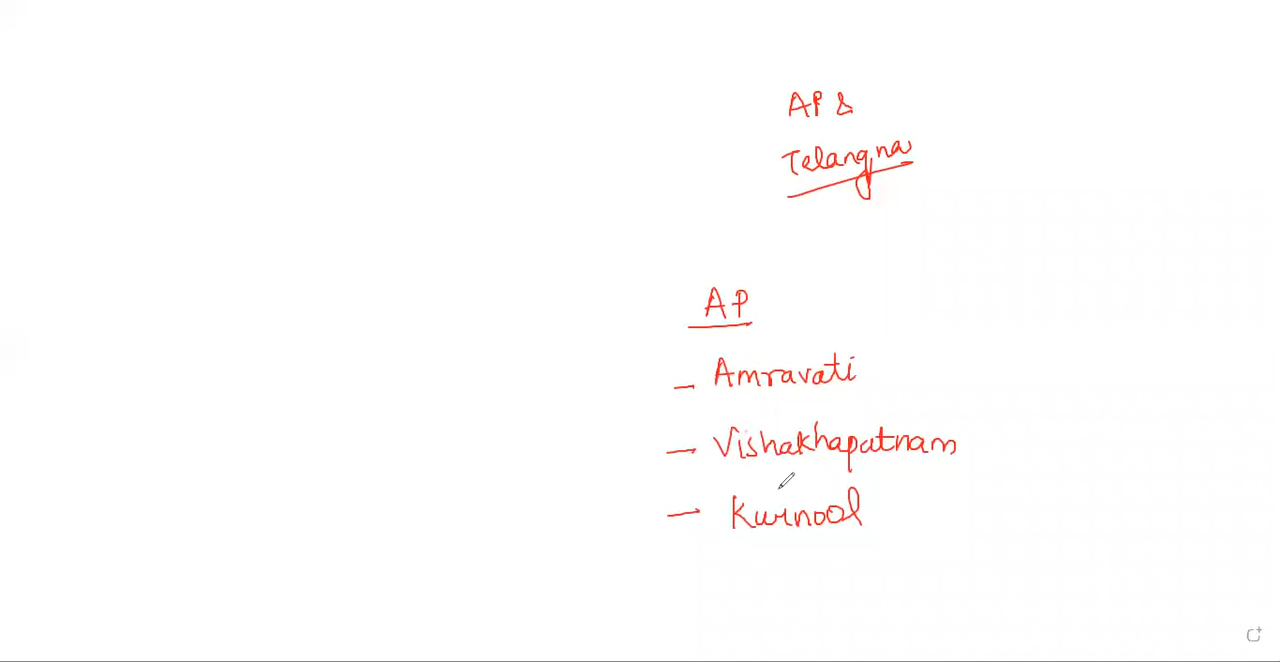 AP &
Telangna
AP
- Amravati
- Vishakhapatnam
- Kurnool